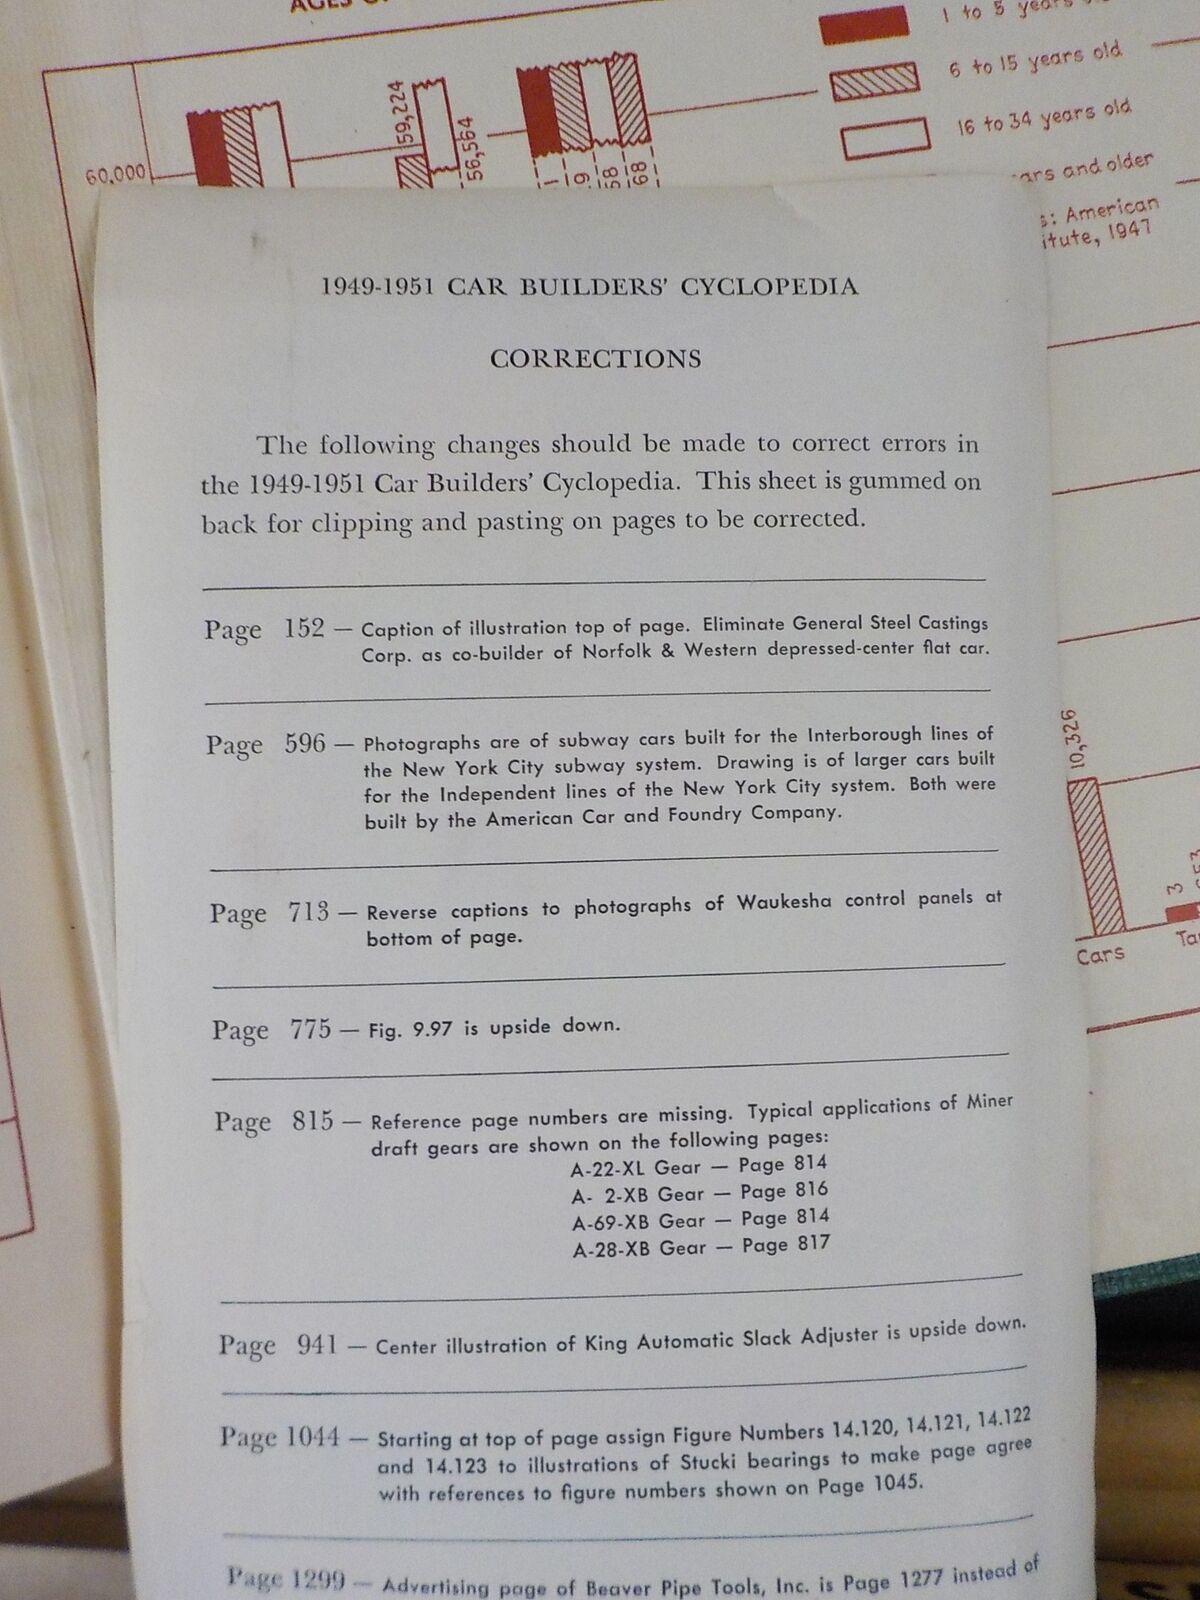 1 to 5 years
6 to 15 years old
16 to 34 years old
and older
American
1947
60,000
59,224
56,564
1949-1951 CAR BUILDERS' CYCLOPEDIA
CORRECTIONS
The following changes should be made to correct errors in
the 1949-1951 Car Builders' Cyclopedia. This sheet is gummed on
back for clipping and pasting on pages to be corrected.
Page 152 — Caption of illustration top of page. Eliminate General Steel Castings
Corp. as co-builder of Norfolk & Western depressed-center flat car.
Page 596 — Photographs are of subway cars built for the Interborough lines of
the New York City subway system. Drawing is of larger cars built
for the Independent lines of the New York City system. Both were
built by the American Car and Foundry Company.
Page 713 — Reverse captions to photographs of Waukesha control panels at
bottom of page.
Page 775 — Fig. 9.97 is upside down.
Page 815 — Reference page numbers are missing. Typical applications of Miner
draft gears are shown on the following pages:
A-22-XL Gear — Page 814
A- 2-XB Gear — Page 816
A-69-XB Gear — Page 814
A-28-XB Gear — Page 817
Page 941 — Center illustration of King Automatic Slack Adjuster is upside down.
Page 1044 — Starting at top of page assign Figure Numbers 14.120, 14.121, 14.122
and 14.123 to illustrations of Stucki bearings to make page agree
with references to figure numbers shown on Page 1045.
Page 1299 — Advertising page of Beaver Pipe Tools, Inc. is Page 1277 instead of
10,326
3
Cars